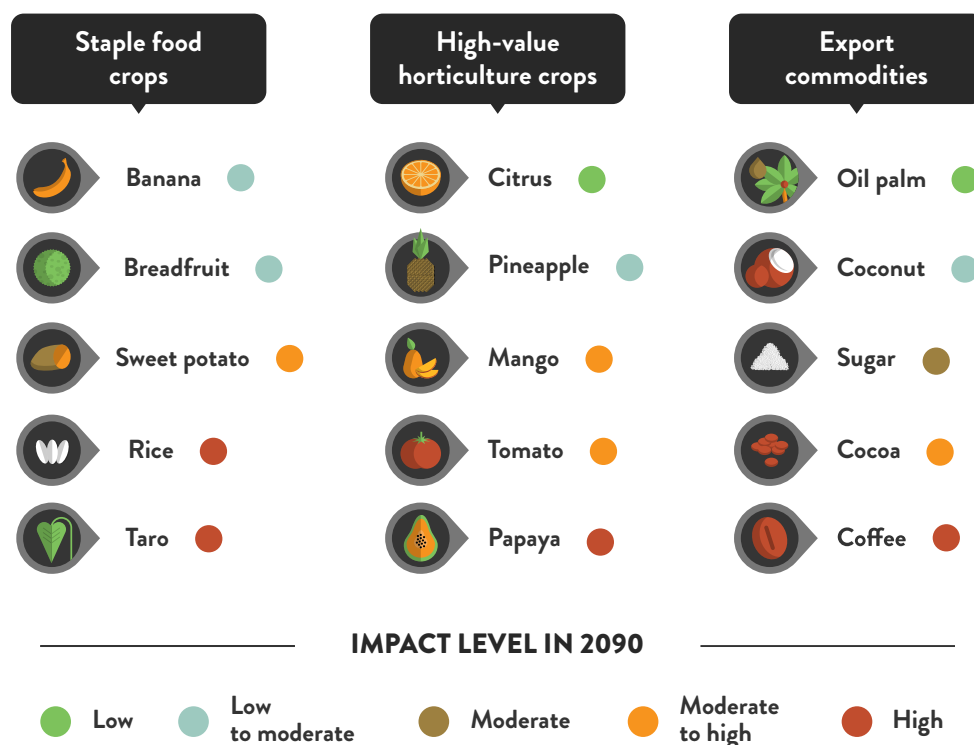 Staple food
crops
High-value
horticulture crops
Export
commodities
Banana
Breadfruit
Sweet potato
Rice
Taro
Citrus
Pineapple
Mango
Tomato
Papaya
Oil palm
Coconut
Sugar
Cocoa
Coffee
IMPACT LEVEL IN 2090
Low
Low
to moderate
Moderate
Moderate
to high
High